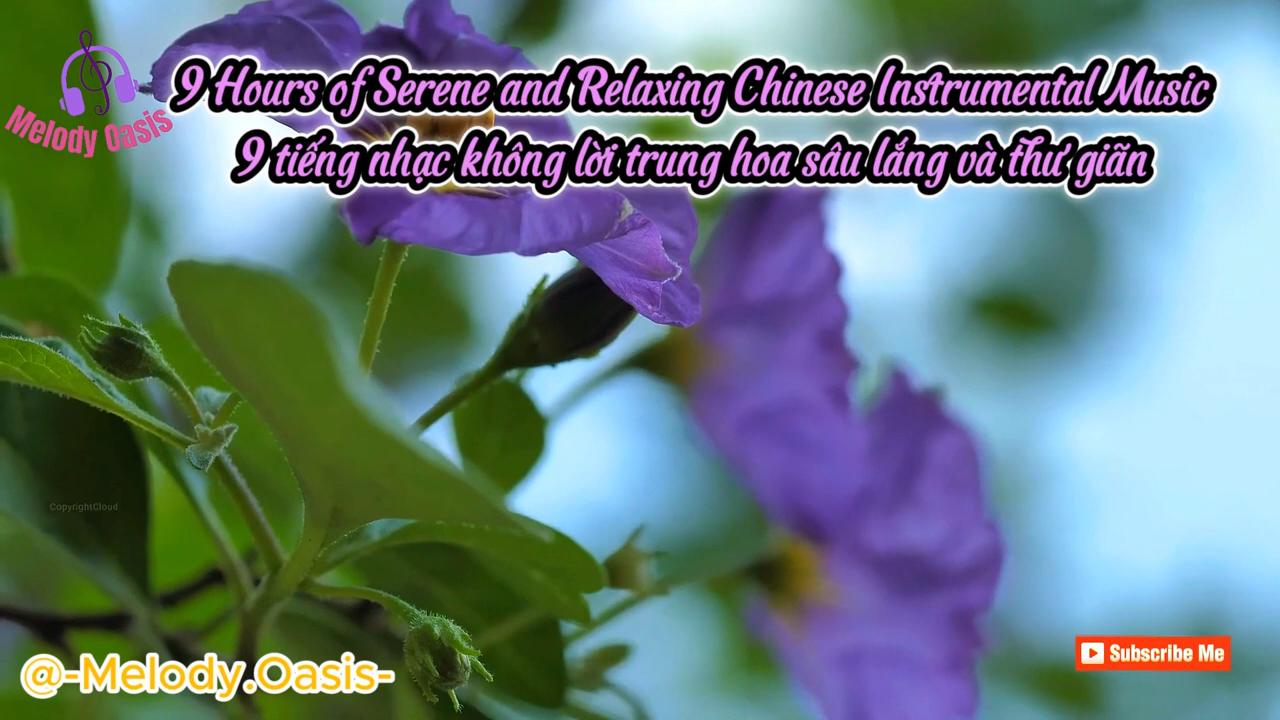 Melody Oasis
9 Hours of Serene and Relaxing Chinese Instrumental Music
9 tiếng nhạc không lời trung hoa sâu lắng và thư giãn
CopyrightCloud
@-Melody.Oasis-
Subscribe Me